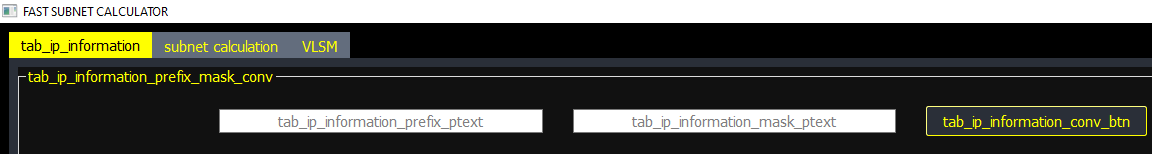 FAST SUBNET CALCULATOR
tab_ip_information subnet calculation VLSM
tab_ip_information_prefix_mask_conv
tab_ip_information_prefix_ptext tab_ip_information_mask_ptext tab_ip_information_conv_btn